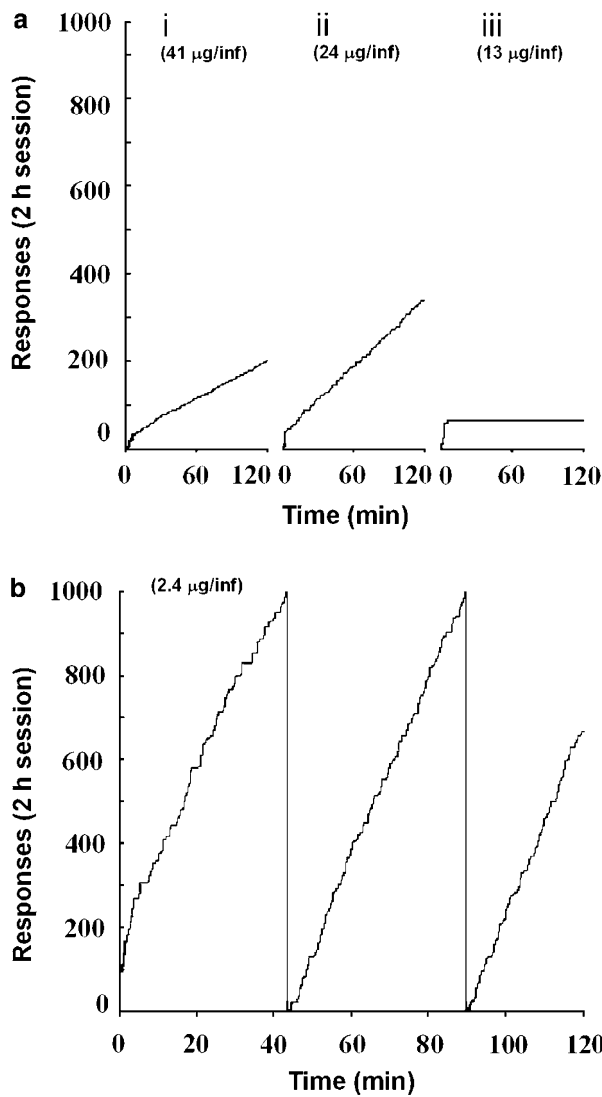 a
i
ii
iii
(41 µg/inf)
(24 µg/inf)
(13 µg/inf)
1000
800
600
400
200
0
Responses (2 h session)
0 60 120 0 60 120 0 60 120
Time (min)
b
(2.4 µg/inf)
1000
800
600
400
200
0
Responses (2 h session)
0 20 40 60 80 100 120
Time (min)